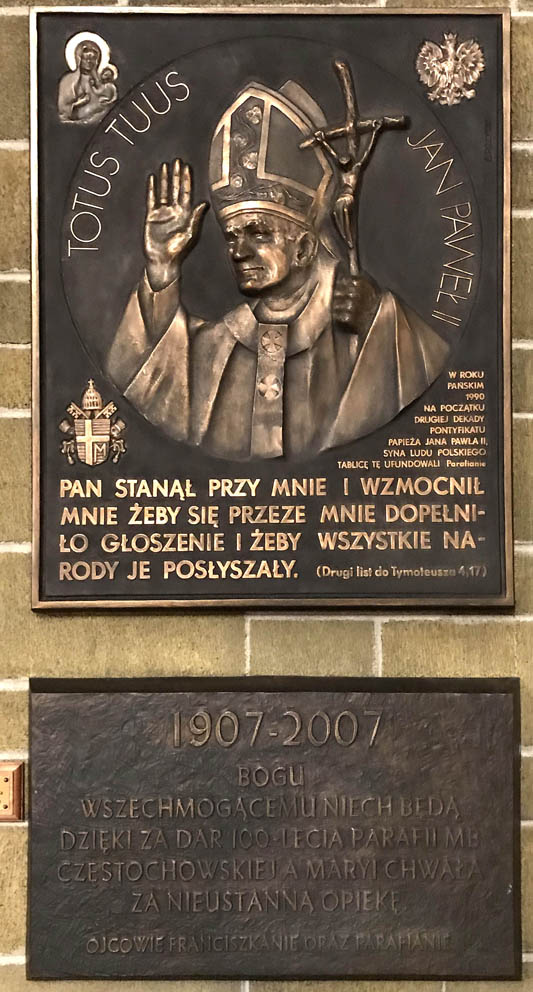 TOTUS TUUS
JAN PAWEŁ II
W ROKU
PAŃSKIM
1990
NA POCZĄTKU
DRUGIEJ DEKADY
PONTYFIKATU
PAPIEŻA JANA PAWŁA II,
SYNA LUDU POLSKIEGO
TABLICĘ TĘ UFUNDOWALI Parafianie
PAN STANĄŁ PRZY MNIE I WZMOCNIŁ
MNIE ŻEBY SIĘ PRZEZE MNIE DOPEŁNI-
ŁO GŁOSZENIE I ŻEBY WSZYSTKIE NA-
RODY JE POSŁYSZAŁY. (Drugi list do Tymoteusza 4,17)
1907-2007
BOGU
WSZECHMOGĄCEMU NIECH BĘDĄ
DZIĘKI ZA DAR 100-LECIA PARAFII MB
CZĘSTOCHOWSKIEJ A MARYI CHWAŁA
ZA NIEUSTANNĄ OPIEKĘ.
OJCOWIE FRANCISZKANIE ORAZ PARAFIANIE